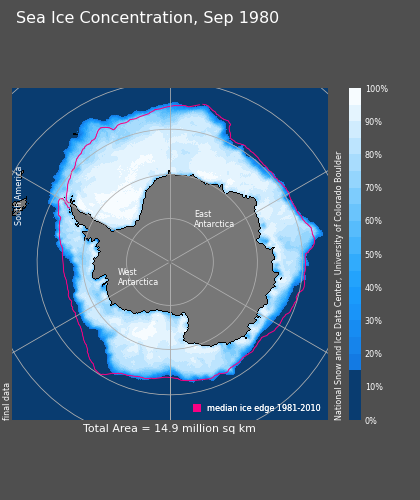 Sea Ice Concentration, Sep 1980
South America
East
Antarctica
West
Antarctica
final data
median ice edge 1981-2010
Total Area = 14.9 million sq km
National Snow and Ice Data Center, University of Colorado Boulder
100%
90%
80%
70%
60%
50%
40%
30%
20%
10%
0%